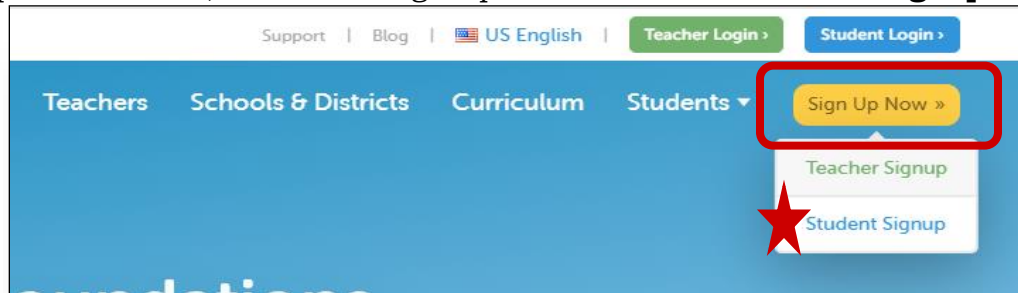 Support | Blog | US English | Teacher Login ›  Student Login ›
Teachers Schools & Districts Curriculum Students ▾ Sign Up Now »
Teacher Signup
Student Signup